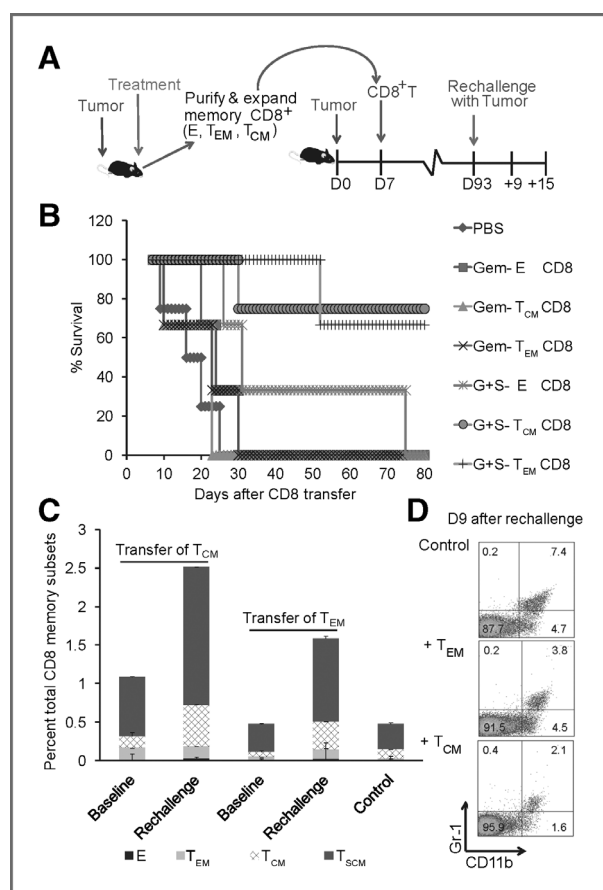 A
Treatment
Tumor
Purify & expand
memory CD8+
(E, TEM, TCM)
CD8+T
Tumor
Rechallenge
with Tumor
D0
D7
D93
+9
+15
B
120
100
80
60
40
20
0
% Survival
0
10
20
30
40
50
60
70
80
Days after CD8 transfer
PBS
Gem- E CD8
Gem- TCM CD8
Gem- TEM CD8
G+S- E CD8
G+S- TCM CD8
G+S- TEM CD8
C
3
2.5
2
1.5
1
0.5
0
Percent total CD8 memory subsets
Transfer of TCM
Transfer of TEM
Baseline
Rechallenge
Baseline
Rechallenge
Control
E
TEM
TCM
TSCM
D
D9 after rechallenge
Control
0.2
7.4
87.7
4.7
+ TEM
0.2
3.8
91.5
4.5
+ TCM
0.4
2.1
95.9
1.6
Gr-1
CD11b